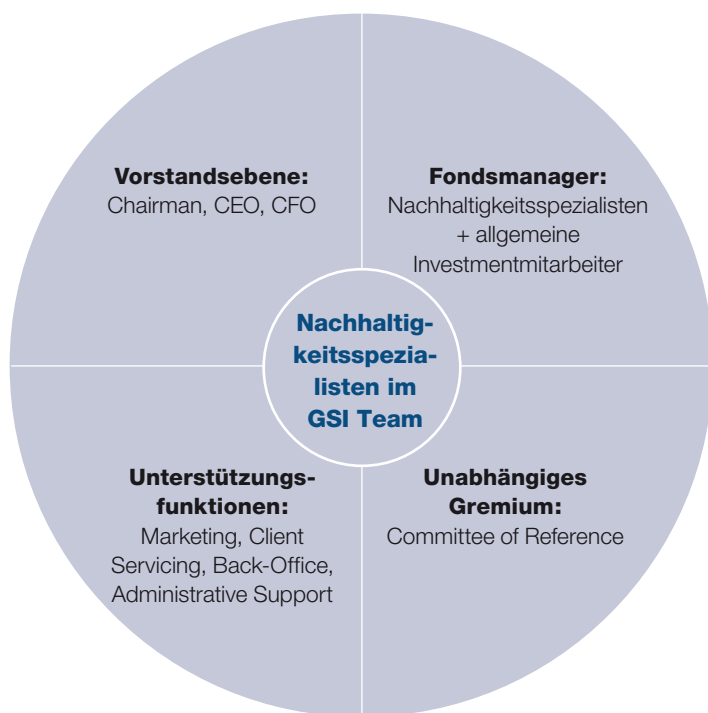 Vorstandsebene:
Chairman, CEO, CFO
Fondsmanager:
Nachhaltigkeitsspezialisten
+ allgemeine
Investmentmitarbeiter
Nachhaltig-
keitsspezia-
listen im
GSI Team
Unterstützungs-
funktionen:
Marketing, Client
Servicing, Back-Office,
Administrative Support
Unabhängiges
Gremium:
Committee of Reference